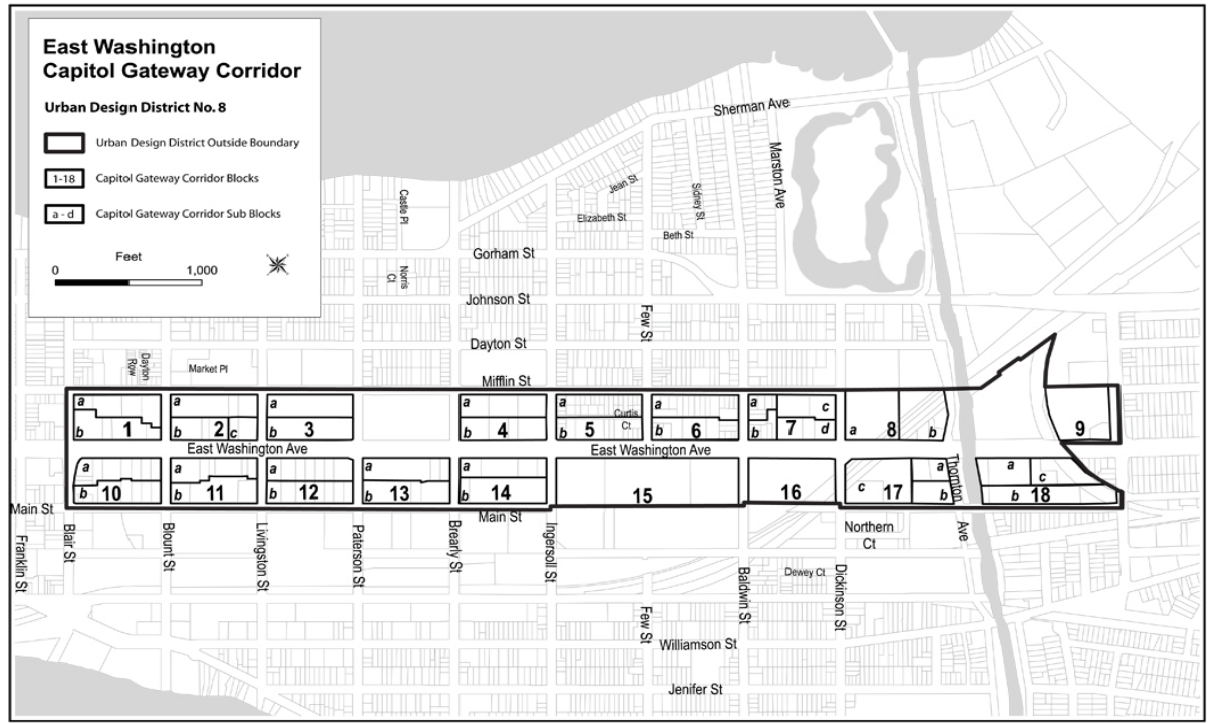 East Washington
Capitol Gateway Corridor
Urban Design District No. 8
Urban Design District Outside Boundary
1-18 Capitol Gateway Corridor Blocks
a - d Capitol Gateway Corridor Sub Blocks
Feet
0 1,000
Sherman Ave
Marston Ave
Castle Pl
Jean St
Sidney St
Elizabeth St
Beth St
Gorham St
Norris
Ct
Johnson St
Few St
Dayton St
Dayton
Row
Market Pl
Mifflin St
a b 1
a b 2 c
a b 3
a b 4
a b 5
Curtis
Ct
a b 6
a b 7 c d
a 8 b
9
East Washington Ave
East Washington Ave
a b 10
a b 11
a b 12
a b 13
a b 14
15
16
c 17 a b
Thornton
Ave
a c b 18
Main St
Main St
Northern
Ct
Franklin St
Blair St
Blount St
Livingston St
Paterson St
Brearly St
Ingersoll St
Few St
Baldwin St
Dewey Ct
Dickinson St
Williamson St
Jenifer St